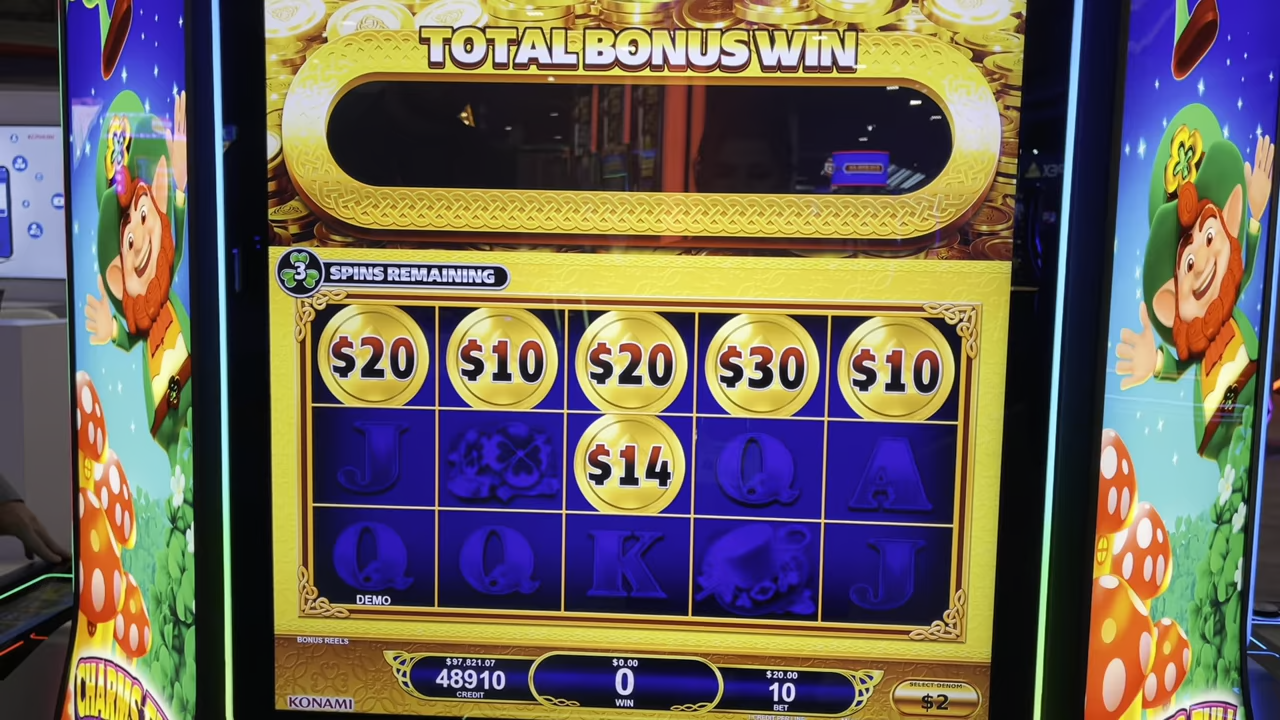 TOTAL BONUS WIN
3 SPINS REMAINING
$20 $10 $20 $30 $10
J $14 Q A
Q Q K J
DEMO
BONUS REELS
$97,821.07 $0.00 $20.00
48910 0 10
CREDIT WIN BET
SELECT DENOM
$2
KONAMI
CHARMS